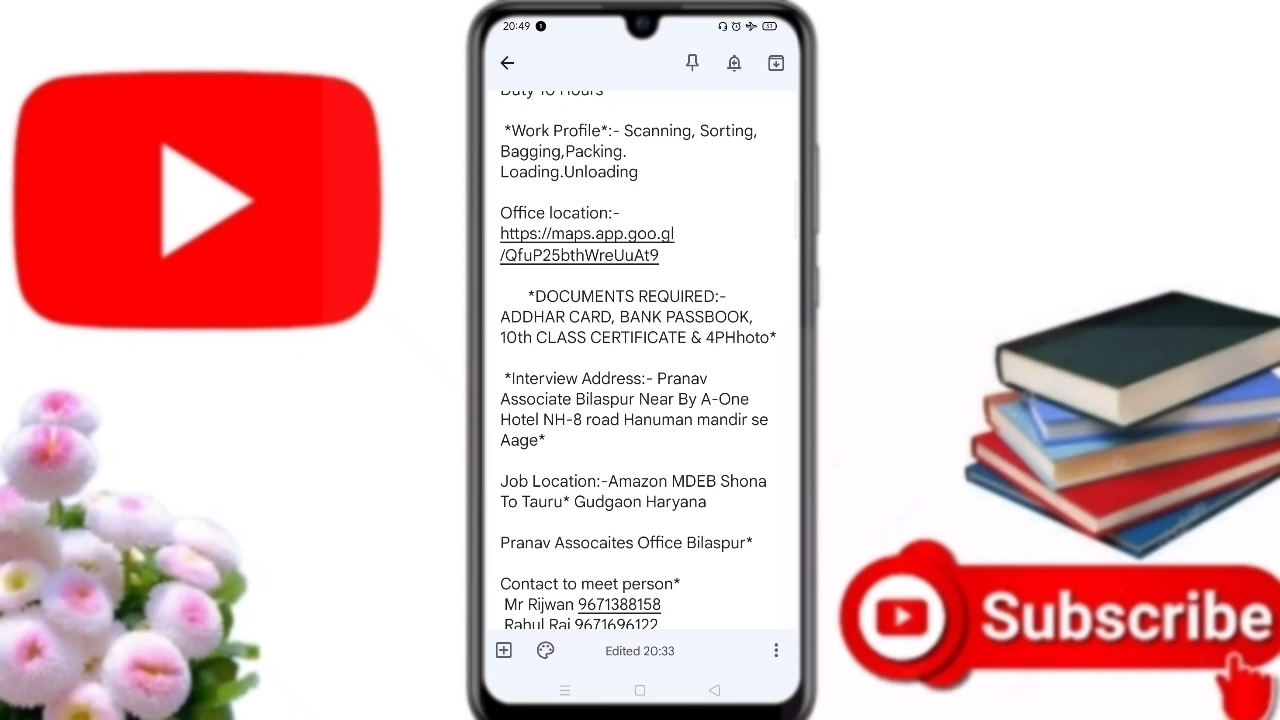 20:49
Duty 10 Hours
*Work Profile*:- Scanning, Sorting,
Bagging,Packing.
Loading.Unloading
Office location:-
https://maps.app.goo.gl
/QfuP25bthWreUuAt9
*DOCUMENTS REQUIRED:-
ADDHAR CARD, BANK PASSBOOK,
10th CLASS CERTIFICATE & 4PHhoto*
*Interview Address:- Pranav
Associate Bilaspur Near By A-One
Hotel NH-8 road Hanuman mandir se
Aage*
Job Location:-Amazon MDEB Shona
To Tauru* Gudgaon Haryana
Pranav Assocaites Office Bilaspur*
Contact to meet person*
Mr Rijwan 9671388158
Rahul Rai 9671696122
Edited 20:33
Subscribe